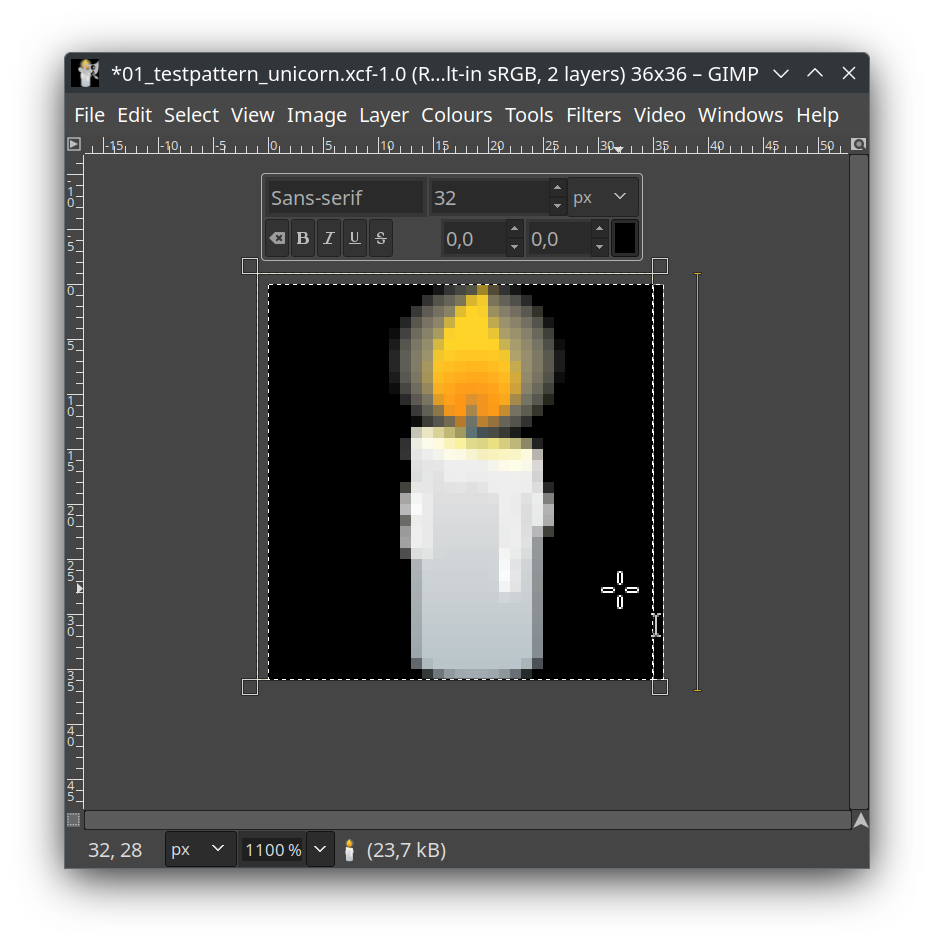 *01_testpattern_unicorn.xcf-1.0 (R...lt-in sRGB, 2 layers) 36x36 – GIMP
File Edit Select View Image Layer Colours Tools Filters Video Windows Help
-15 -10 -5 0 5 10 15 20 25 30 35 40 45 50
Sans-serif 32 px
B I U S 0,0 0,0
-10
-5
0
5
10
15
20
25
30
35
40
45
32, 28 px 1100 % (23,7 kB)